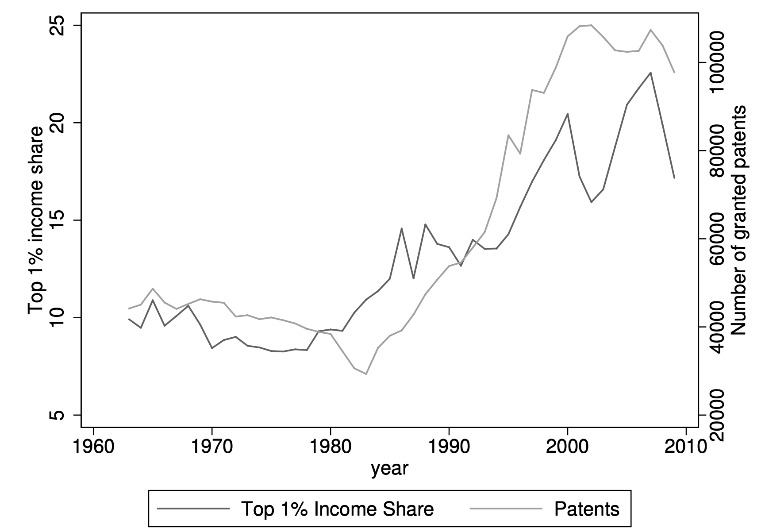 Top 1% income share
25
20
15
10
5
Number of granted patents
100000
80000
60000
40000
20000
1960 1970 1980 1990 2000 2010
year
Top 1% Income Share Patents